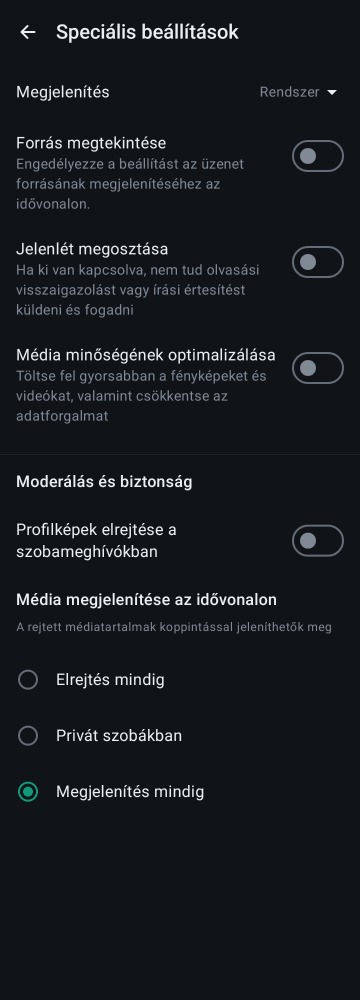 Speciális beállítások
Megjelenítés
Rendszer
Forrás megtekintése
Engedélyezze a beállítást az üzenet
forrásának megjelenítéséhez az
idővonalon.
Jelenlét megosztása
Ha ki van kapcsolva, nem tud olvasási
visszaigazolást vagy írási értesítést
küldeni és fogadni
Média minőségének optimalizálása
Töltse fel gyorsabban a fényképeket és
videókat, valamint csökkentse az
adatforgalmat
Moderálás és biztonság
Profilképek elrejtése a
szobameghívókban
Média megjelenítése az idővonalon
A rejtett médiatartalmak koppintással jeleníthetők meg
Elrejtés mindig
Privát szobákban
Megjelenítés mindig